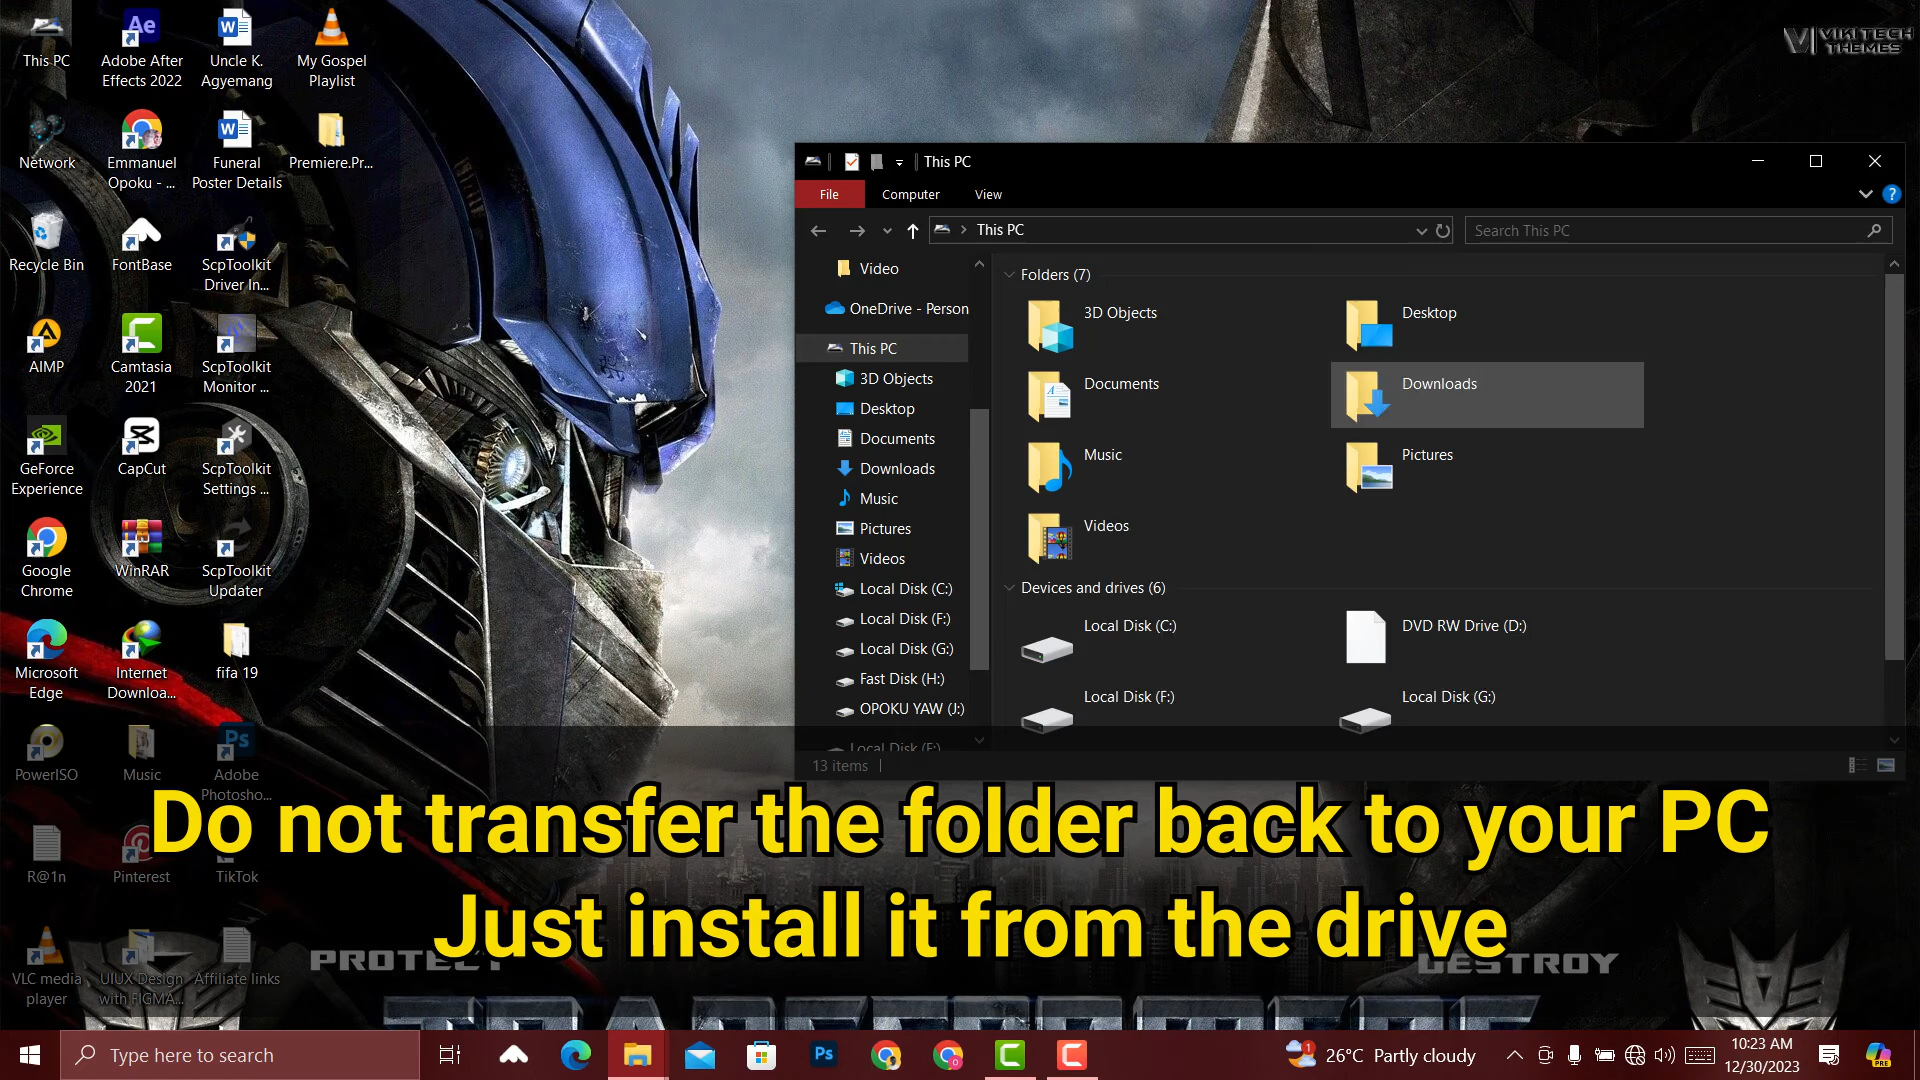 This PC
Adobe After
Effects 2022
Uncle K.
Agyemang
My Gospel
Playlist
Network
Emmanuel
Opoku - ...
Funeral
Poster Details
Premiere.Pr...
Recycle Bin
FontBase
ScpToolkit
Driver In...
AIMP
Camtasia
2021
ScpToolkit
Monitor ...
GeForce
Experience
CapCut
ScpToolkit
Settings ...
Google
Chrome
WinRAR
ScpToolkit
Updater
Microsoft
Edge
Internet
Downloa...
fifa 19
PowerISO
Music
Adobe
Photosho...
R@1n
Pinterest
TikTok
VLC media
player
UIUX Design
with FIGMA...
Affiliate links
VIKI TECH
THEMES
This PC
File
Computer
View
This PC
Search This PC
Video
OneDrive - Person
This PC
3D Objects
Desktop
Documents
Downloads
Music
Pictures
Videos
Local Disk (C:)
Local Disk (F:)
Local Disk (G:)
Fast Disk (H:)
OPOKU YAW (J:)
Local Disk (F:)
Folders (7)
3D Objects
Desktop
Documents
Downloads
Music
Pictures
Videos
Devices and drives (6)
Local Disk (C:)
DVD RW Drive (D:)
Local Disk (F:)
Local Disk (G:)
13 items
Do not transfer the folder back to your PC
Just install it from the drive
DESTROY
Type here to search
26°C Partly cloudy
10:23 AM
12/30/2023